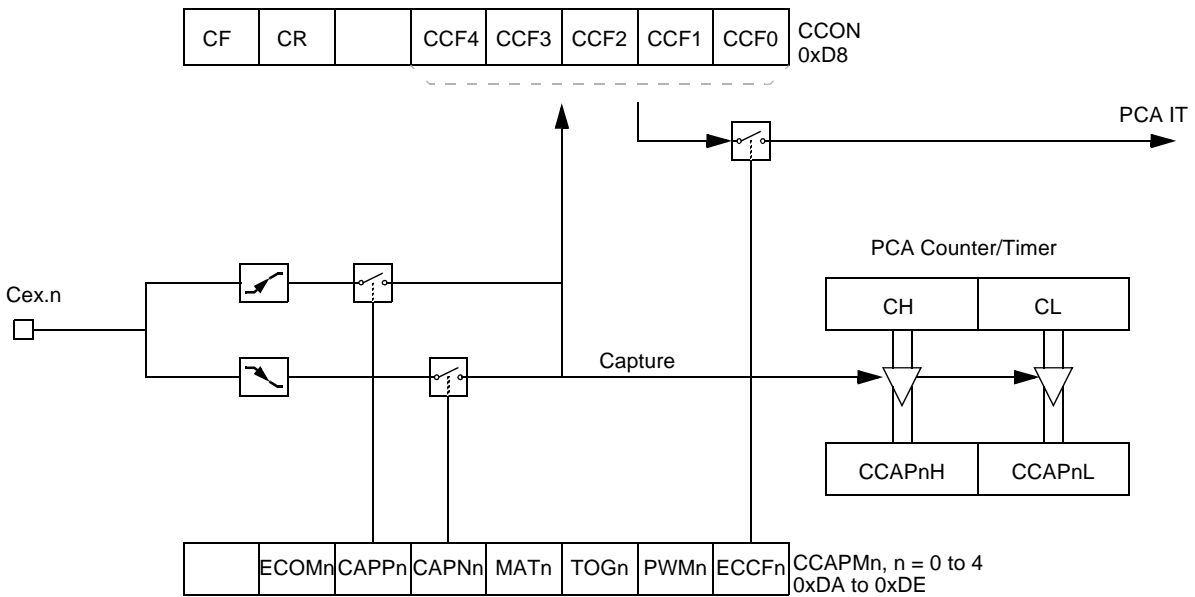 CF CR CCF4 CCF3 CCF2 CCF1 CCF0 CCON
0xD8
PCA IT
PCA Counter/Timer
Cex.n
CH CL
Capture
CCAPnH CCAPnL
ECOMn CAPPn CAPNn MATn TOGn PWMn ECCFn CCAPMn, n = 0 to 4
0xDA to 0xDE